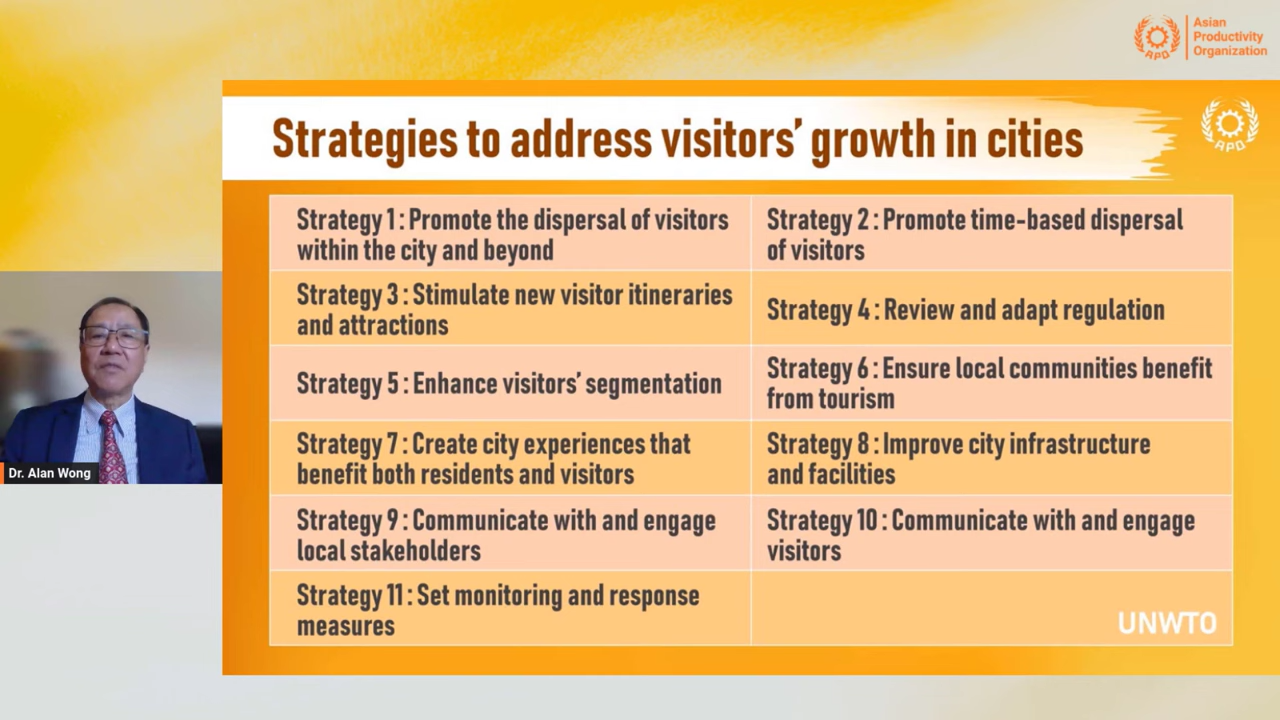 Asian
Productivity
Organization
APO
APO
Strategies to address visitors’ growth in cities
Strategy 1 : Promote the dispersal of visitors
within the city and beyond
Strategy 2 : Promote time-based dispersal
of visitors
Strategy 3 : Stimulate new visitor itineraries
and attractions
Strategy 4 : Review and adapt regulation
Strategy 5 : Enhance visitors’ segmentation
Strategy 6 : Ensure local communities benefit
from tourism
Strategy 7 : Create city experiences that
benefit both residents and visitors
Strategy 8 : Improve city infrastructure
and facilities
Strategy 9 : Communicate with and engage
local stakeholders
Strategy 10 : Communicate with and engage
visitors
Strategy 11 : Set monitoring and response
measures
UNWTO
Dr. Alan Wong